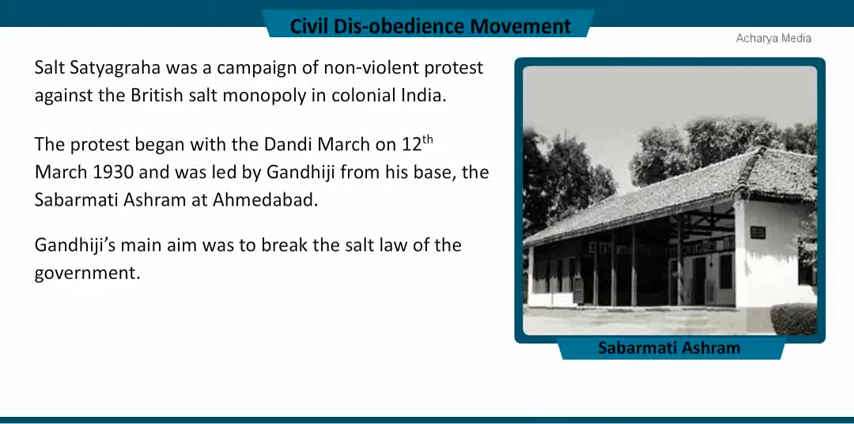 Civil Dis-obedience Movement
Acharya Media
Salt Satyagraha was a campaign of non-violent protest
against the British salt monopoly in colonial India.
The protest began with the Dandi March on 12th
March 1930 and was led by Gandhiji from his base, the
Sabarmati Ashram at Ahmedabad.
Gandhiji’s main aim was to break the salt law of the
government.
Sabarmati Ashram